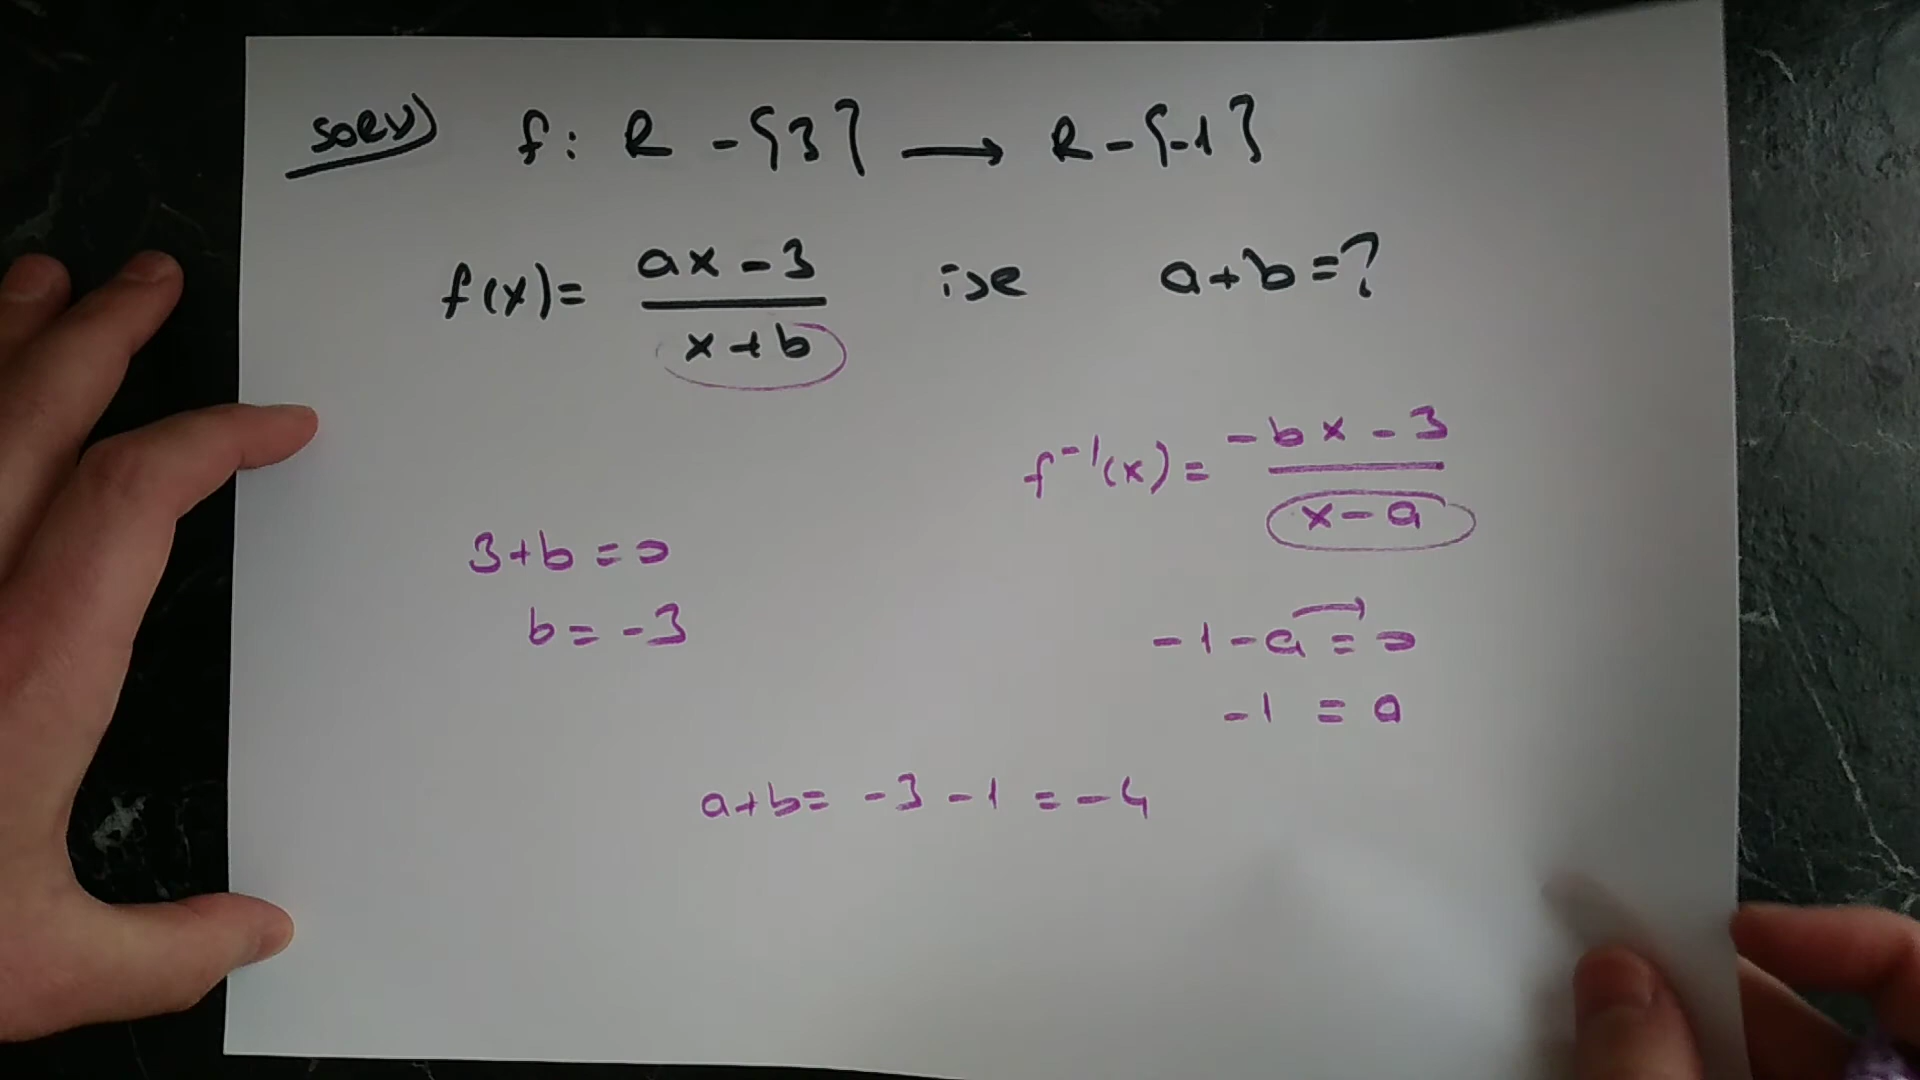 soru) f: R - {3} → R - {-1}
f(x) = ax - 3 / x + b ise a + b = ?
f⁻¹(x) = -bx - 3 / x - a
3 + b = 0
b = -3
-1 - a = 0
-1 = a
a + b = -3 - 1 = -4